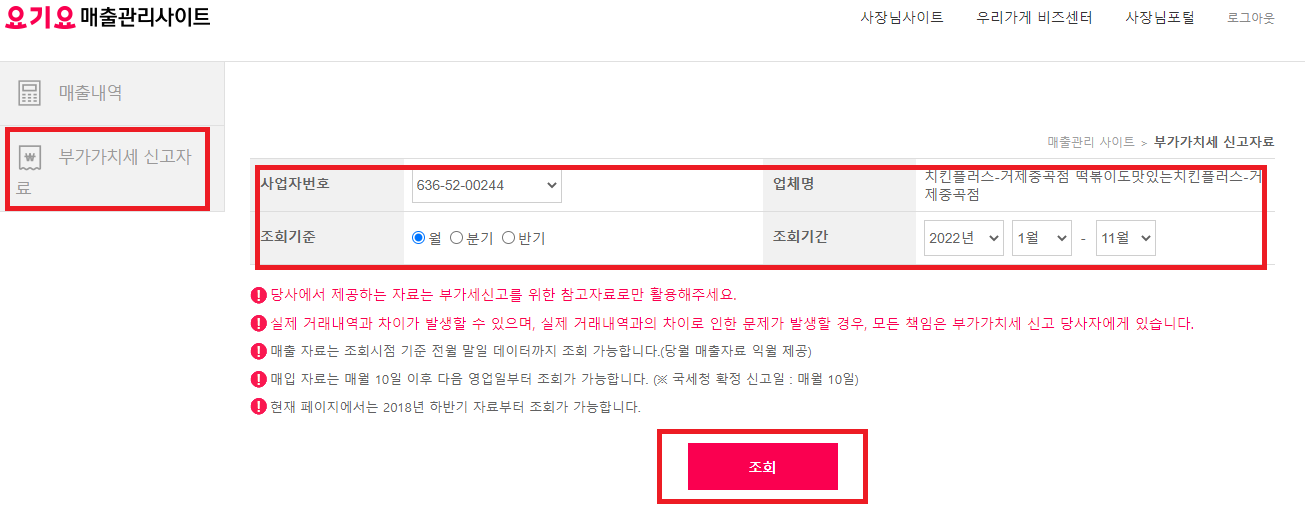 요기요 매출관리사이트
사장님사이트 우리가게 비즈센터 사장님포털 로그아웃
매출내역
부가가치세 신고자
료
매출관리 사이트 > 부가가치세 신고자료
사업자번호 636-52-00244 업체명 치킨플러스-거제중곡점 떡볶이도맛있는치킨플러스-거
제중곡점
조회기준 월 분기 반기 조회기간 2022년 1월 - 11월
당사에서 제공하는 자료는 부가세신고를 위한 참고자료로만 활용해주세요.
실제 거래내역과 차이가 발생할 수 있으며, 실제 거래내역과의 차이로 인한 문제가 발생할 경우, 모든 책임은 부가가치세 신고 당사자에게 있습니다.
매출 자료는 조회시점 기준 전월 말일 데이터까지 조회 가능합니다.(당월 매출자료 익월 제공)
매입 자료는 매월 10일 이후 다음 영업일부터 조회가 가능합니다. (※ 국세청 확정 신고일 : 매월 10일)
현재 페이지에서는 2018년 하반기 자료부터 조회가 가능합니다.
조회